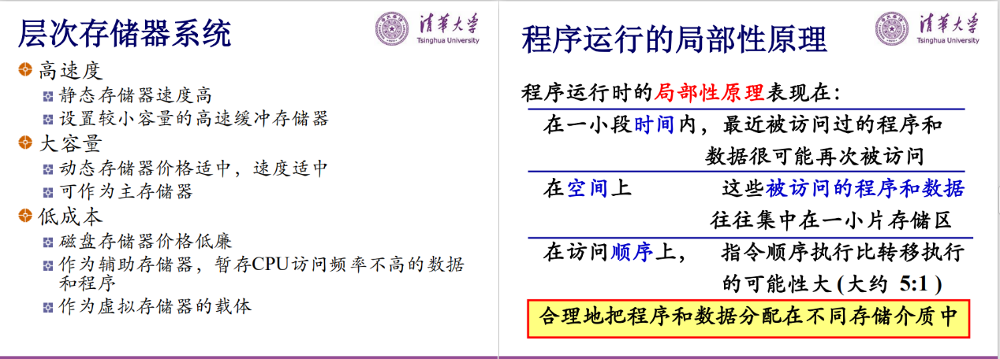 层次存储器系统
清华大学
Tsinghua University
高速度
静态存储器速度高
设置较小容量的高速缓冲存储器
大容量
动态存储器价格适中，速度适中
可作为主存储器
低成本
磁盘存储器价格低廉
作为辅助存储器，暂存CPU访问频率不高的数据
和程序
作为虚拟存储器的载体
程序运行的局部性原理
清华大学
Tsinghua University
程序运行时的局部性原理表现在：
在一小段时间内，最近被访问过的程序和
数据很可能再次被访问
在空间上 这些被访问的程序和数据
往往集中在一小片存储区
在访问顺序上， 指令顺序执行比转移执行
的可能性大 ( 大约 5:1 )
合理地把程序和数据分配在不同存储介质中